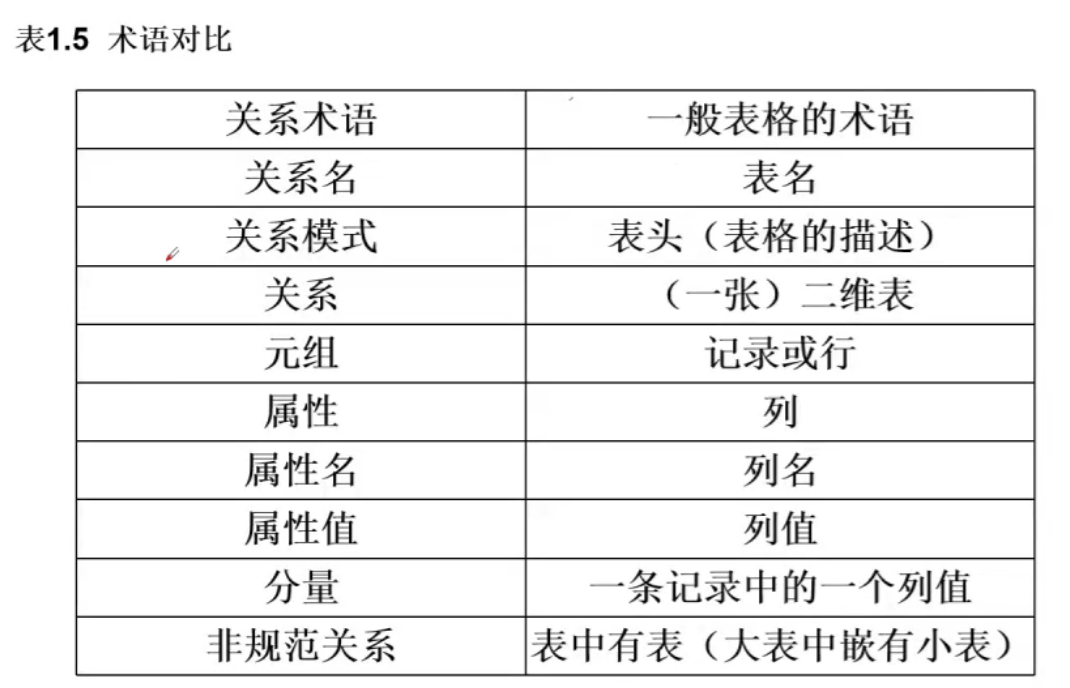 表1.5 术语对比
关系术语 一般表格的术语
关系名 表名
关系模式 表头（表格的描述）
关系 （一张）二维表
元组 记录或行
属性 列
属性名 列名
属性值 列值
分量 一条记录中的一个列值
非规范关系 表中有表（大表中嵌有小表）